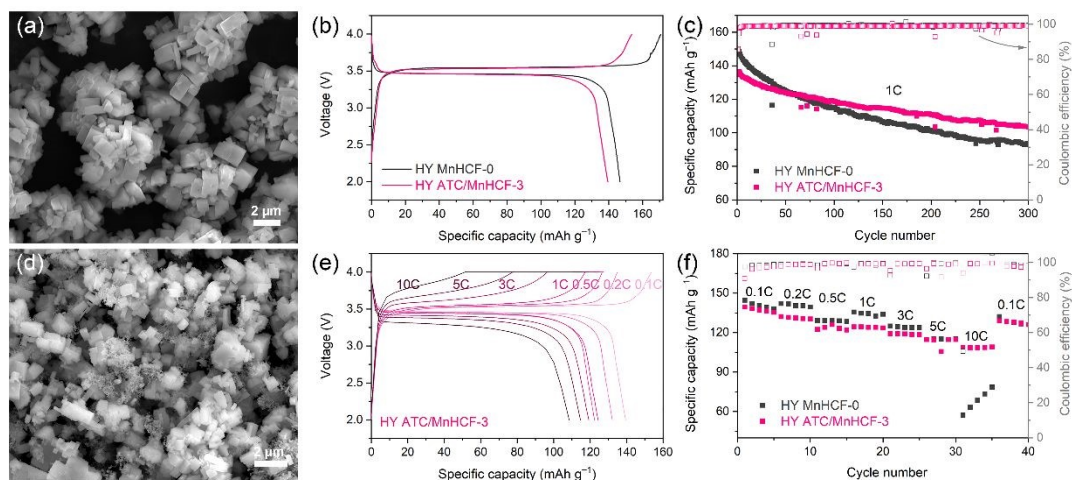 (a)
2 µm
(b)
4.0
3.5
3.0
2.5
2.0
Voltage (V)
HY MnHCF-0
HY ATC/MnHCF-3
0 20 40 60 80 100 120 140 160
Specific capacity (mAh g⁻¹)
(c)
160
140
120
100
80
60
Specific capacity (mAh g⁻¹)
1C
HY MnHCF-0
HY ATC/MnHCF-3
0 50 100 150 200 250 300
Cycle number
100
80
60
40
20
0
Coulombic efficiency (%)
(d)
2 µm
(e)
4.0
3.5
3.0
2.5
2.0
Voltage (V)
10C 5C 3C 1C 0.5C 0.2C 0.1C
HY ATC/MnHCF-3
0 20 40 60 80 100 120 140 160
Specific capacity (mAh g⁻¹)
(f)
180
150
120
90
60
Specific capacity (mAh g⁻¹)
0.1C 0.2C 0.5C 1C 3C 5C 10C 0.1C
HY MnHCF-0
HY ATC/MnHCF-3
0 10 20 30 40
Cycle number
100
80
60
40
20
0
Coulombic efficiency (%)